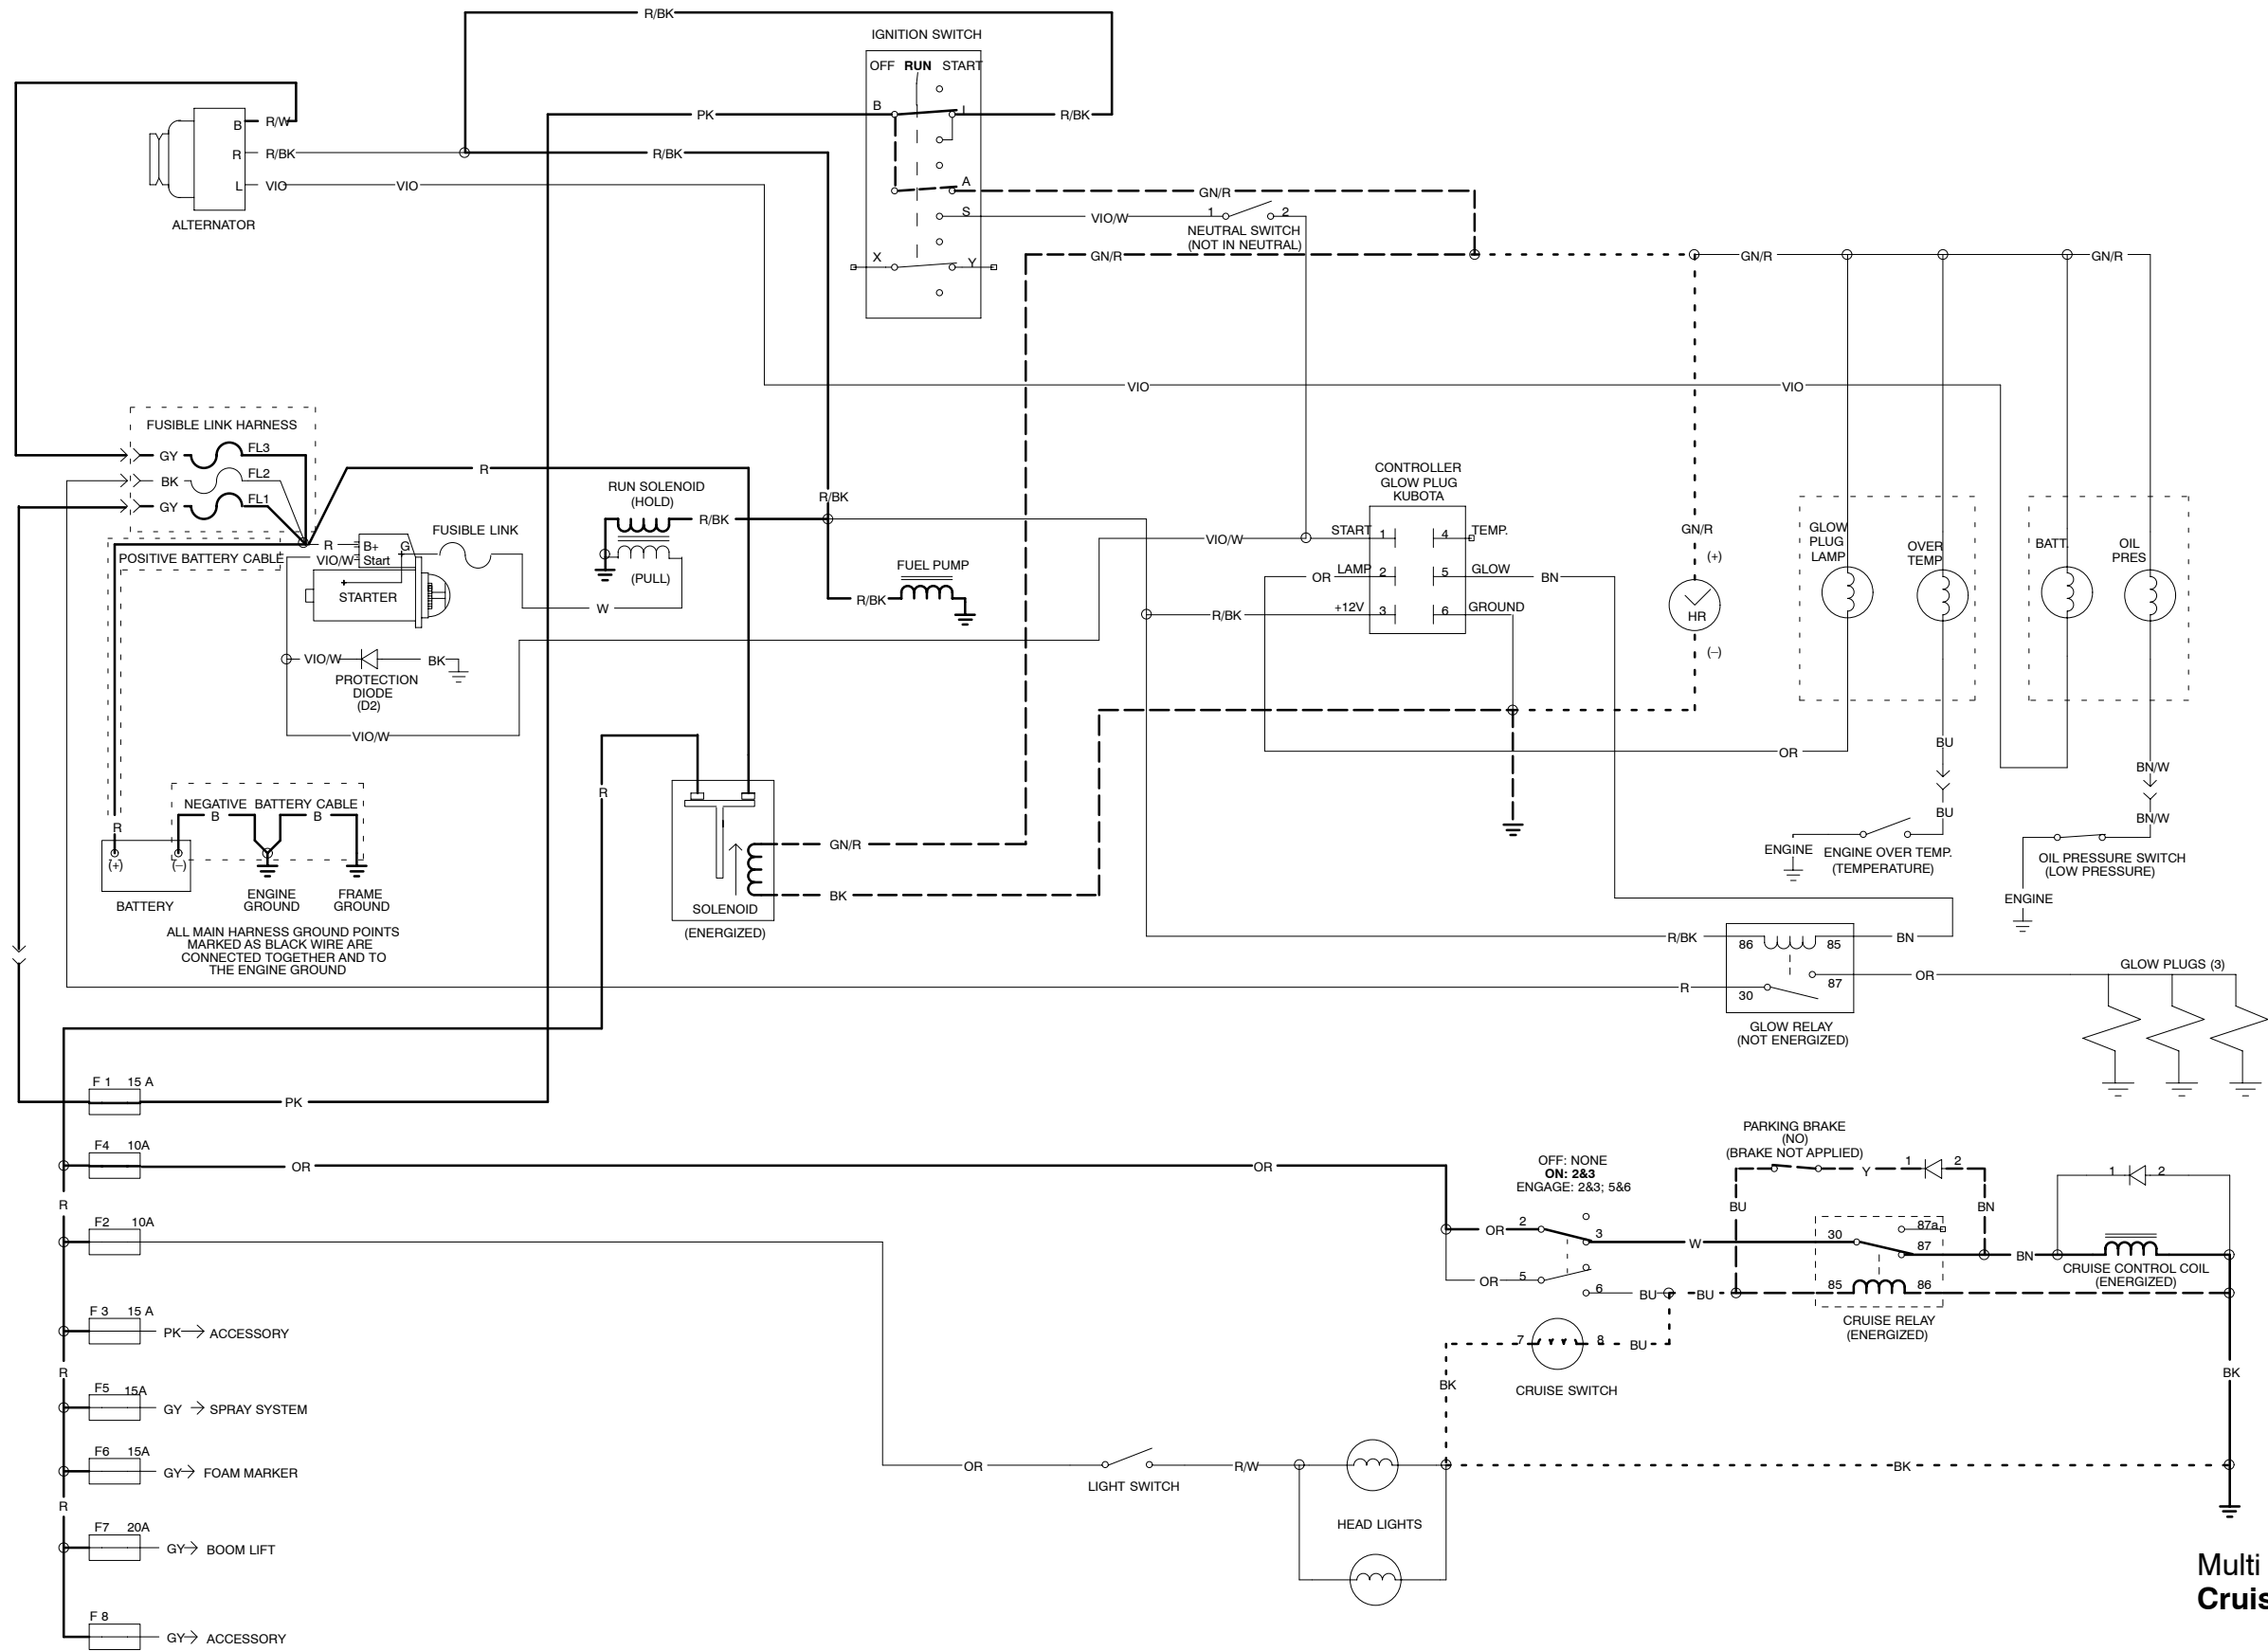 R/BK
IGNITION SWITCH
OFF RUN START
B
I
PK
R/BK
B
R/W
R
R/BK
R/BK
L
VIO
VIO
ALTERNATOR
A
GN/R
S
VIO/W
1
2
NEUTRAL SWITCH
(NOT IN NEUTRAL)
X
Y
GN/R
GN/R
GN/R
VIO
VIO
FUSIBLE LINK HARNESS
GY
FL3
BK
FL2
GY
FL1
R
POSITIVE BATTERY CABLE
R
VIO/W
B+
Start
G
STARTER
+
FUSIBLE LINK
RUN SOLENOID
(HOLD)
R/BK
(PULL)
W
R/BK
FUEL PUMP
R/BK
VIO/W
PROTECTION
DIODE
(D2)
BK
VIO/W
CONTROLLER
GLOW PLUG
KUBOTA
VIO/W
START
1
4
TEMP.
OR
LAMP
2
5
GLOW
BN
R/BK
+12V
3
6
GROUND
GN/R
(+)
HR
(–)
GLOW
PLUG
LAMP
OVER
TEMP
BATT.
OIL
PRES
OR
BU
BU
BN/W
BN/W
ENGINE
ENGINE OVER TEMP.
(TEMPERATURE)
OIL PRESSURE SWITCH
(LOW PRESSURE)
ENGINE
NEGATIVE BATTERY CABLE
B
B
R
(+)
(–)
BATTERY
ENGINE
GROUND
FRAME
GROUND
ALL MAIN HARNESS GROUND POINTS
MARKED AS BLACK WIRE ARE
CONNECTED TOGETHER AND TO
THE ENGINE GROUND
R
GN/R
BK
SOLENOID
(ENERGIZED)
R/BK
86
85
BN
R
30
87
OR
GLOW RELAY
(NOT ENERGIZED)
GLOW PLUGS (3)
F 1 15 A
PK
F4 10A
OR
OR
R
F2 10A
F 3 15 A
PK
ACCESSORY
R
F5 15A
GY
SPRAY SYSTEM
F6 15A
GY
FOAM MARKER
R
F7 20A
GY
BOOM LIFT
F 8
GY
ACCESSORY
OFF: NONE
ON: 2&3
ENGAGE: 2&3; 5&6
OR
2
3
W
OR
5
6
BU
BU
7
8
BU
CRUISE SWITCH
BK
PARKING BRAKE
(NO)
(BRAKE NOT APPLIED)
Y
1
2
BU
BN
87a
30
87
85
86
CRUISE RELAY
(ENERGIZED)
BN
1
2
CRUISE CONTROL COIL
(ENERGIZED)
BK
OR
LIGHT SWITCH
R/W
HEAD LIGHTS
BK
Multi
Cruis